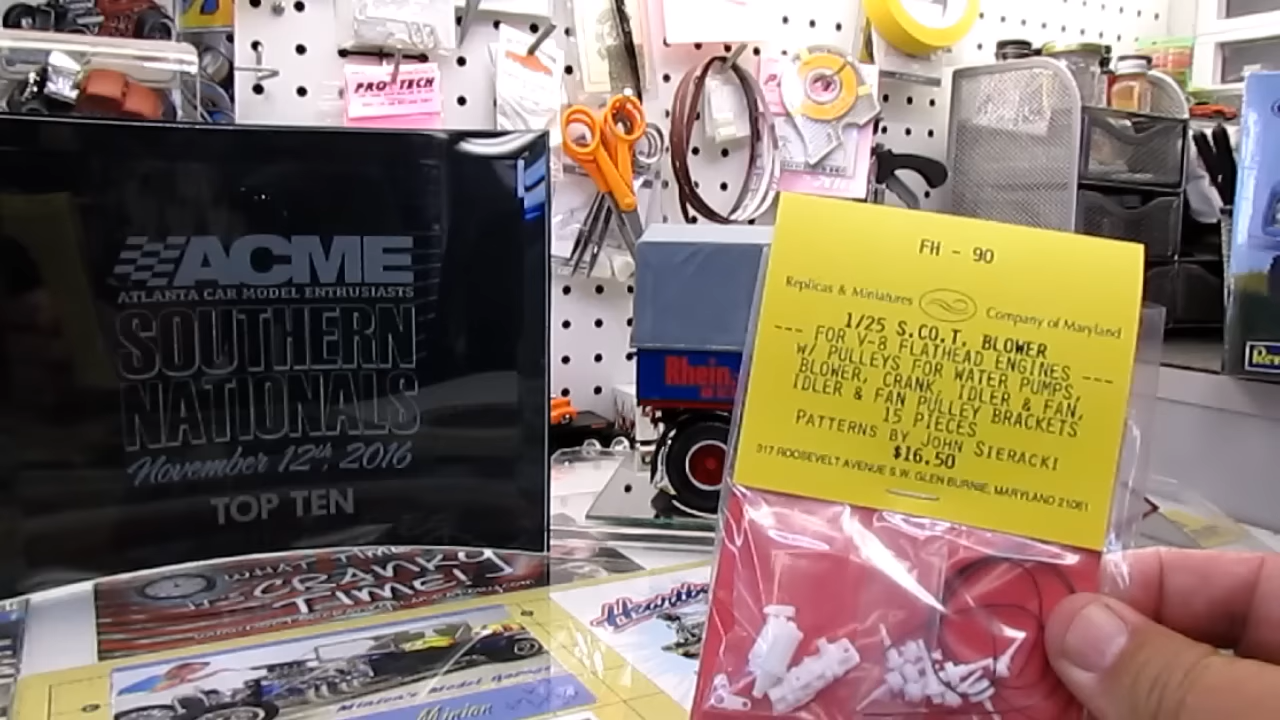 PRO TECH
ACME
ATLANTA CAR MODEL ENTHUSIASTS
SOUTHERN
NATIONALS
November 12th, 2016
TOP TEN
Rhein
FH - 90
Replicas & Miniatures Company of Maryland
1/25 S.CO.T. BLOWER
--- FOR V-8 FLATHEAD ENGINES ---
W/ PULLEYS FOR WATER PUMPS,
BLOWER, CRANK, IDLER & FAN,
IDLER & FAN PULLEY BRACKETS
15 PIECES
PATTERNS BY JOHN SIERACKI
$16.50
317 ROOSEVELT AVENUE S.W. GLEN BURNIE, MARYLAND 21061
WHAT TIME
IT'S CRANKY
TIME!